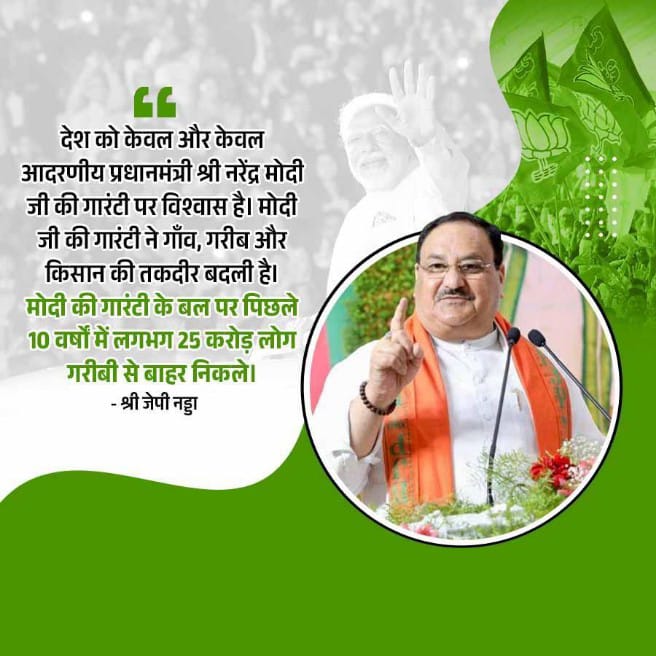 देश को केवल और केवल
आदरणीय प्रधानमंत्री श्री नरेंद्र मोदी
जी की गारंटी पर विश्वास है। मोदी
जी की गारंटी ने गाँव, गरीब और
किसान की तकदीर बदली है।
मोदी की गारंटी के बल पर पिछले
10 वर्षों में लगभग 25 करोड़ लोग
गरीबी से बाहर निकले।
- श्री जेपी नड्डा